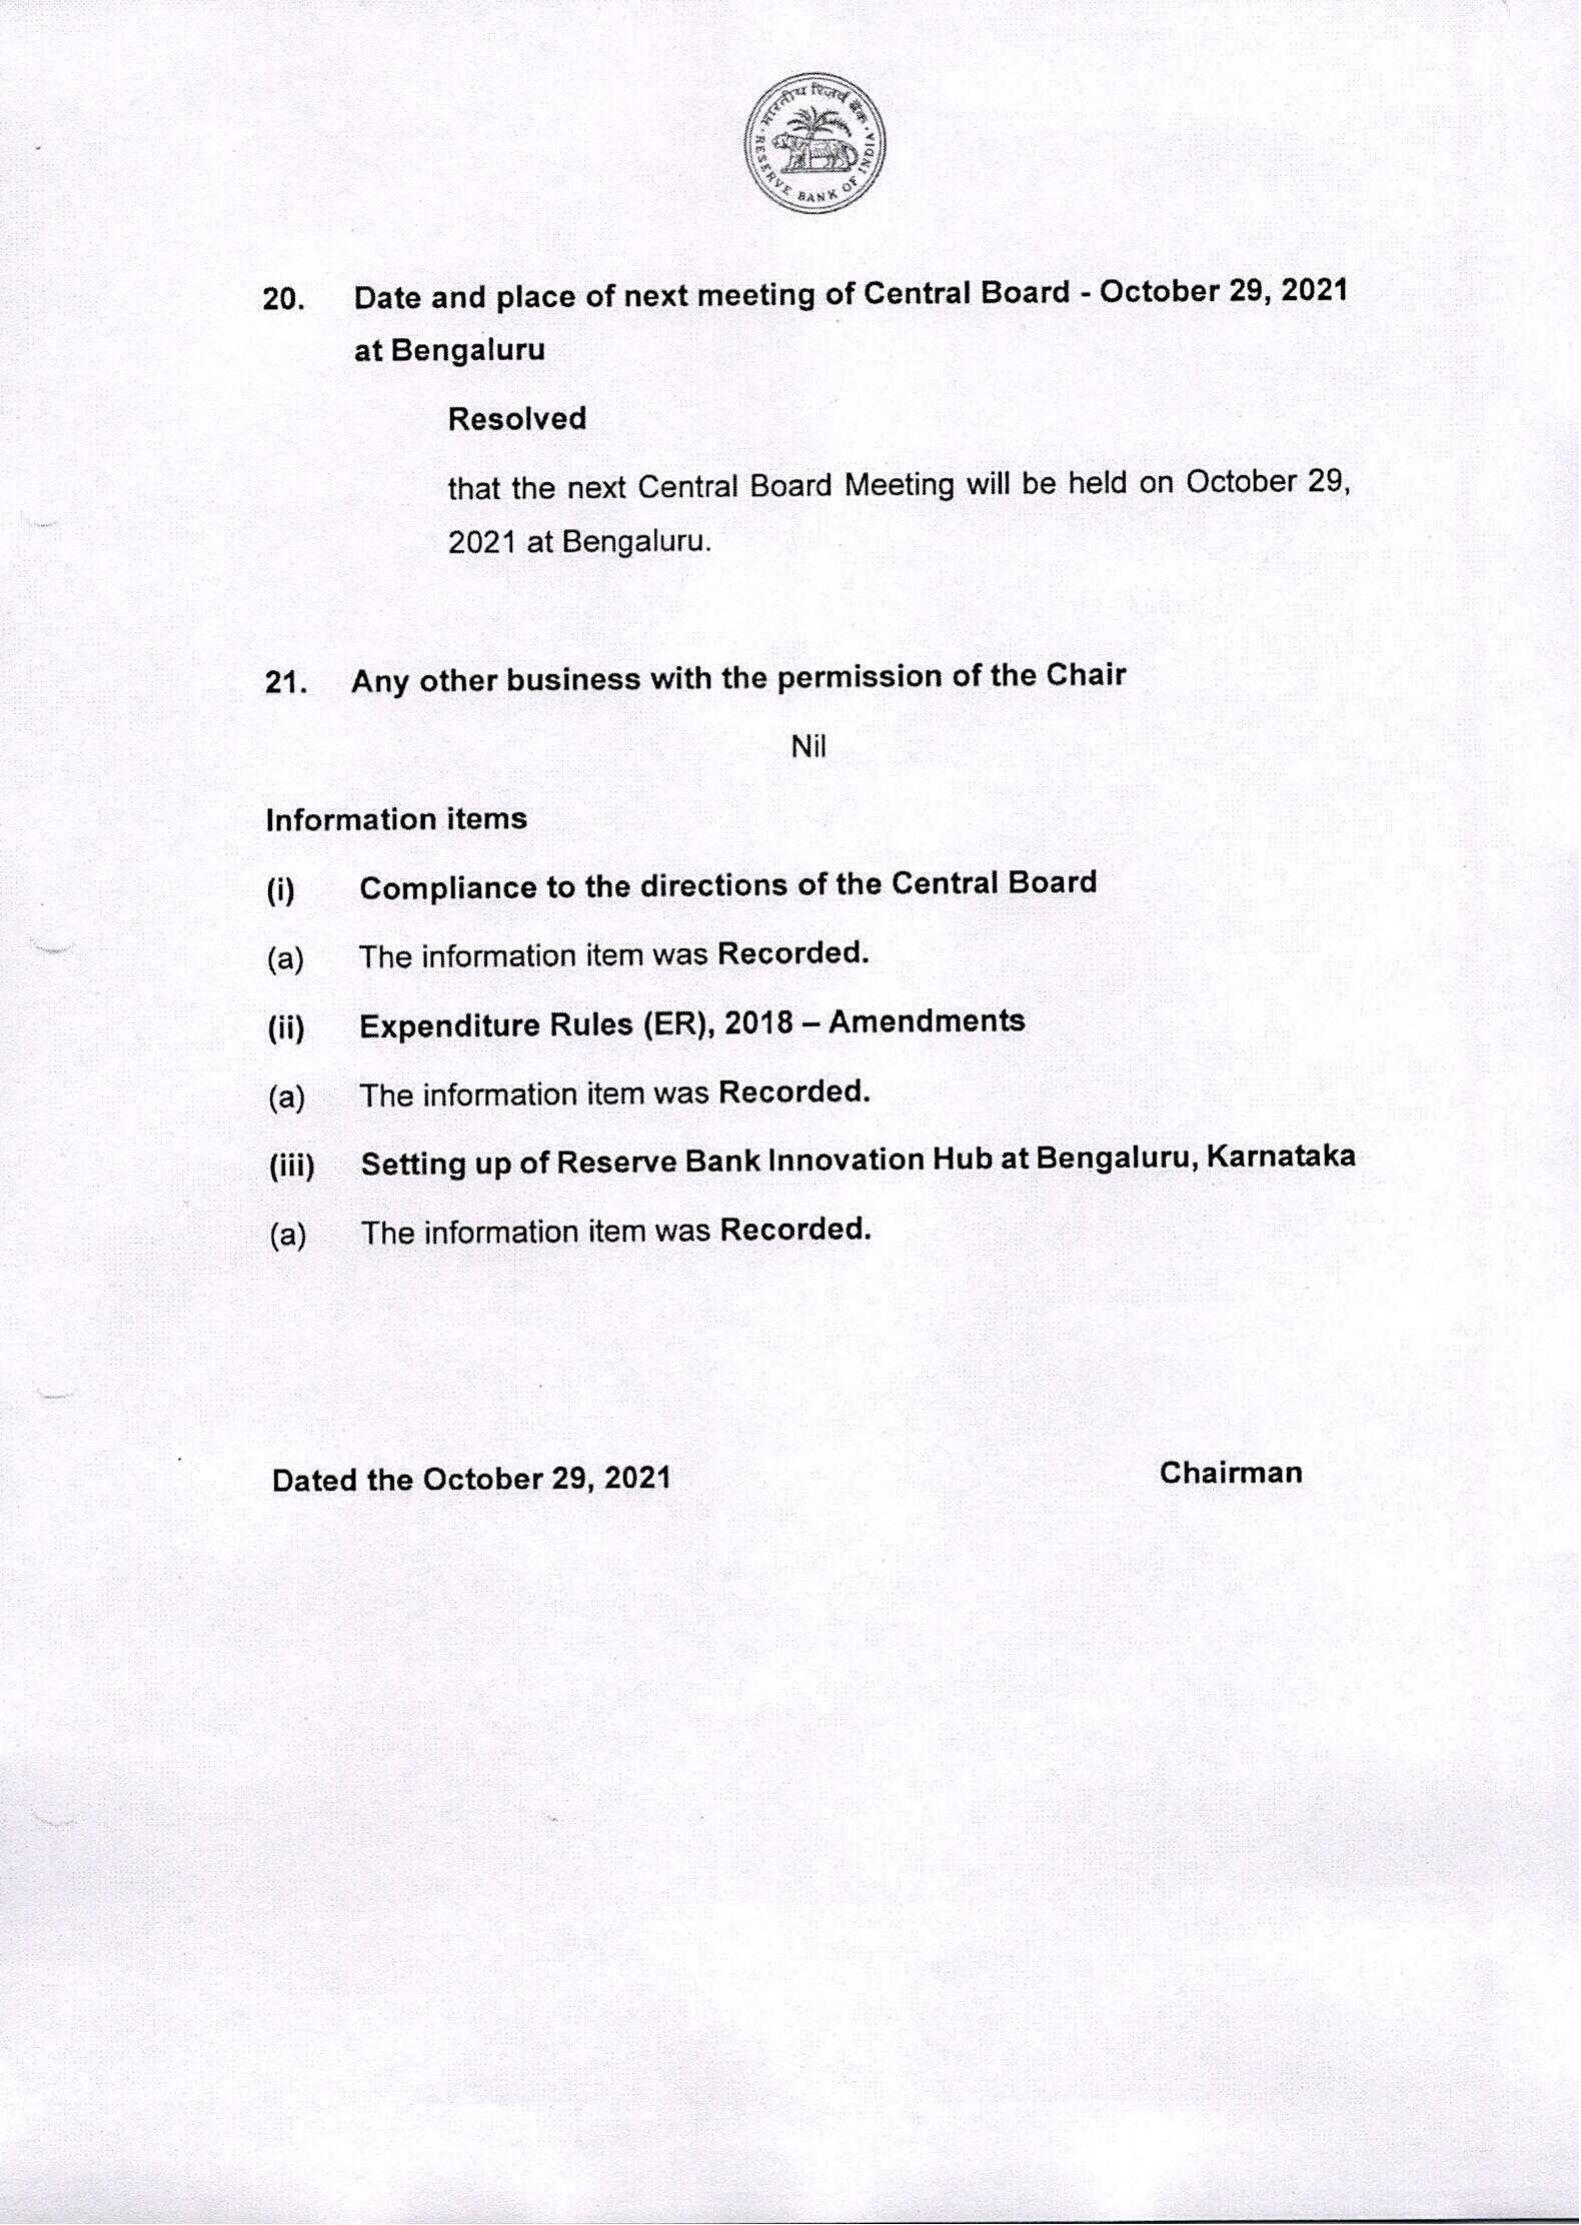 भारतीय रिज़र्व बैंक
RESERVE BANK OF INDIA
20. Date and place of next meeting of Central Board - October 29, 2021
at Bengaluru
Resolved
that the next Central Board Meeting will be held on October 29,
2021 at Bengaluru.
21. Any other business with the permission of the Chair
Nil
Information items
(i) Compliance to the directions of the Central Board
(a) The information item was Recorded.
(ii) Expenditure Rules (ER), 2018 – Amendments
(a) The information item was Recorded.
(iii) Setting up of Reserve Bank Innovation Hub at Bengaluru, Karnataka
(a) The information item was Recorded.
Dated the October 29, 2021 Chairman